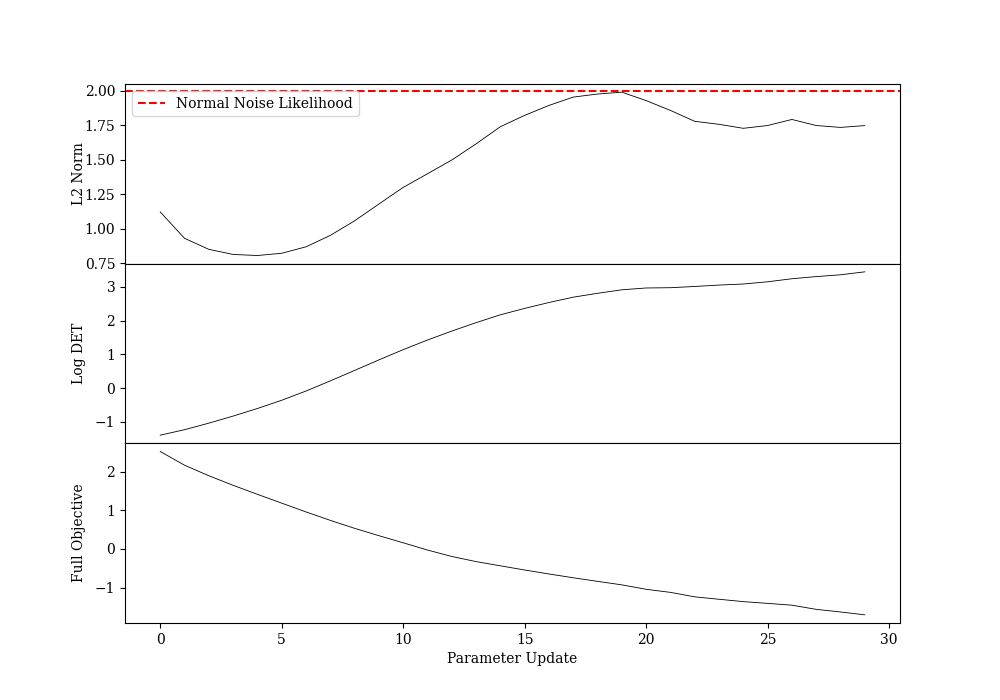 2.00
Normal Noise Likelihood
1.75
1.50
1.25
1.00
0.75
L2 Norm
3
2
1
0
−1
Log DET
2
1
0
−1
Full Objective
0 5 10 15 20 25 30
Parameter Update